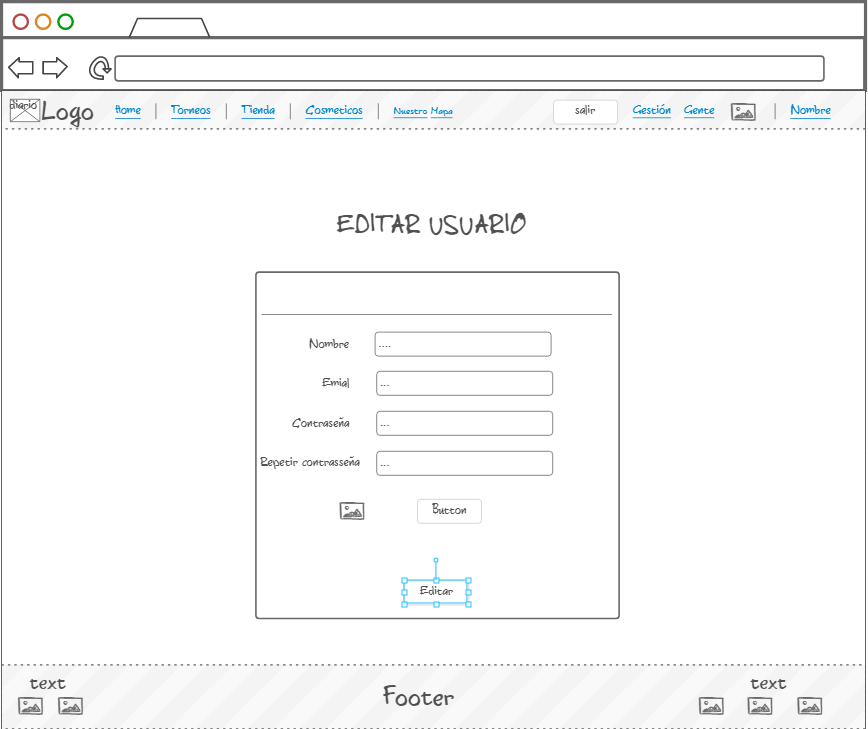 diario Logo Home | Torneos | Tienda | Cosmeticos | Nuestro Mapa salir Gestión Gente | Nombre
EDITAR USUARIO
Nombre ....
Emial ...
Contraseña ...
Repetir contrasseña ...
Button
Editar
text Footer text